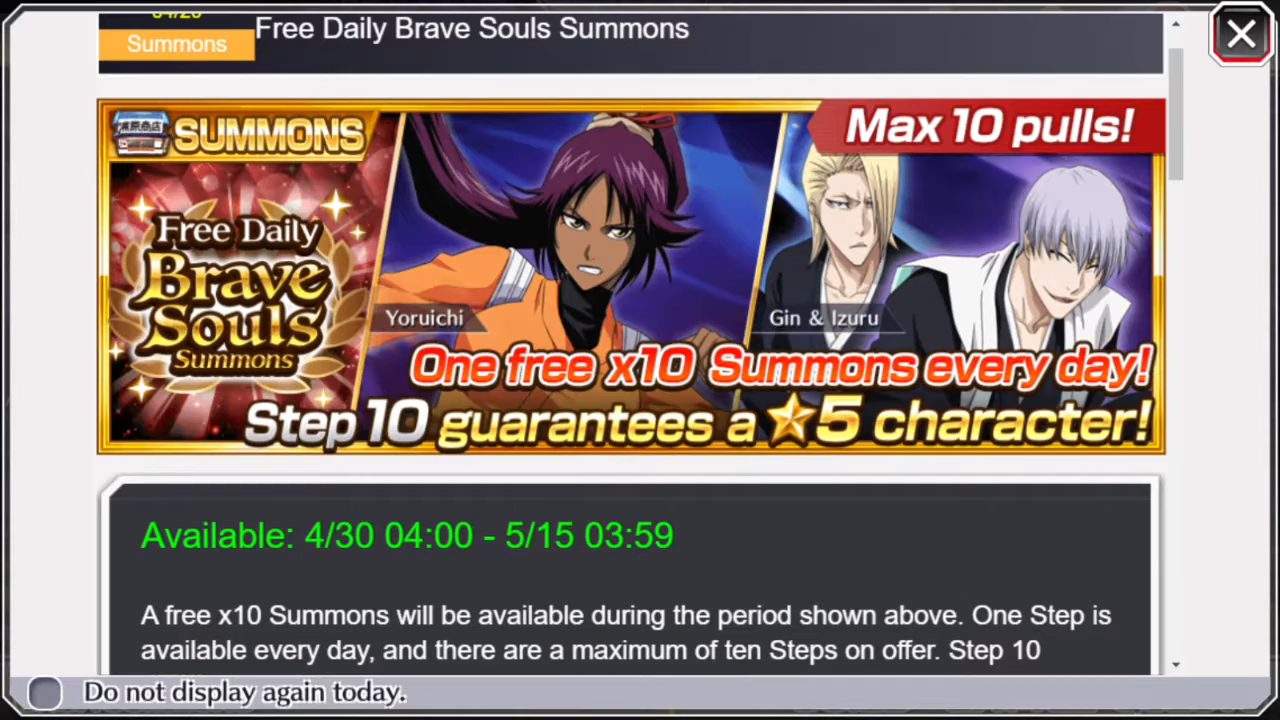 Free Daily Brave Souls Summons
Summons
SUMMONS
Max 10 pulls!
Free Daily
Brave
Souls
Summons
Yoruichi
Gin & Izuru
One free x10 Summons every day!
Step 10 guarantees a ★5 character!
Available: 4/30 04:00 - 5/15 03:59
A free x10 Summons will be available during the period shown above. One Step is
available every day, and there are a maximum of ten Steps on offer. Step 10
Do not display again today.